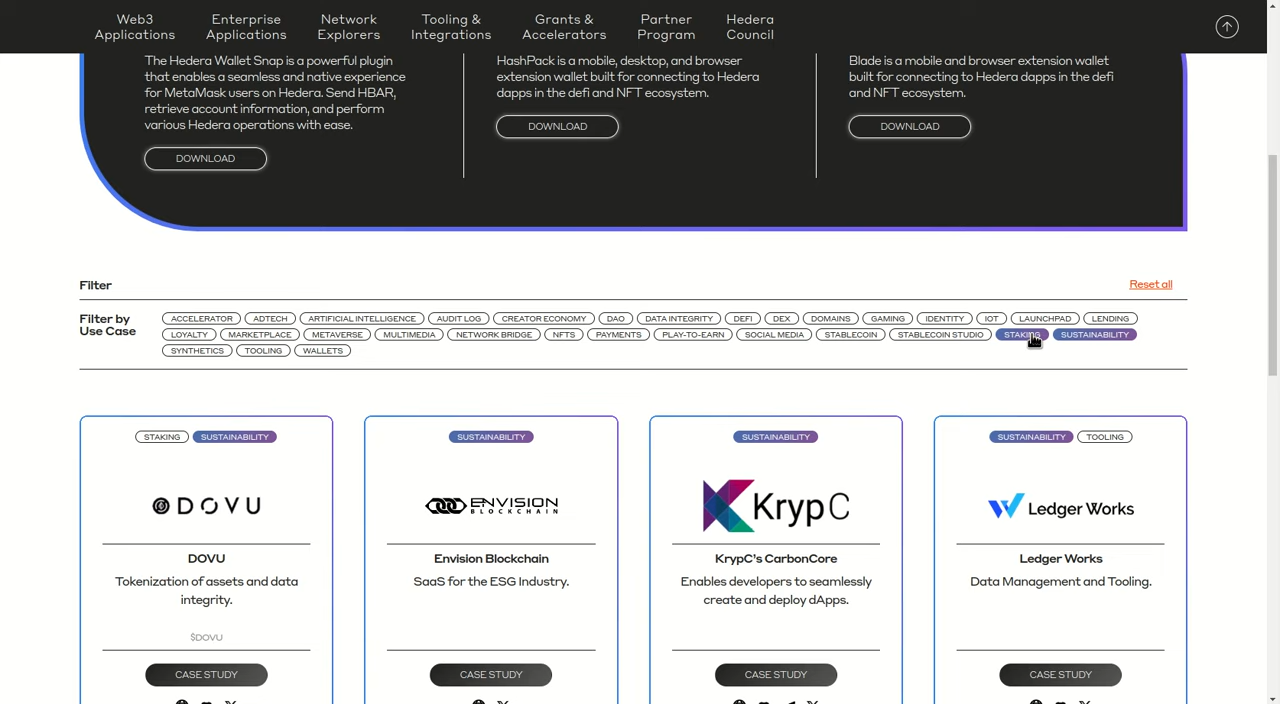 Web3 Applications
Enterprise Applications
Network Explorers
Tooling & Integrations
Grants & Accelerators
Partner Program
Hedera Council
The Hedera Wallet Snap is a powerful plugin
that enables a seamless and native experience
for MetaMask users on Hedera. Send HBAR,
retrieve account information, and perform
various Hedera operations with ease.
DOWNLOAD
HashPack is a mobile, desktop, and browser
extension wallet built for connecting to Hedera
dapps in the defi and NFT ecosystem.
DOWNLOAD
Blade is a mobile and browser extension wallet
built for connecting to Hedera dapps in the defi
and NFT ecosystem.
DOWNLOAD
Filter
Reset all
Filter by
Use Case
ACCELERATOR ADTECH ARTIFICIAL INTELLIGENCE AUDIT LOG CREATOR ECONOMY DAO DATA INTEGRITY DEFI DEX DOMAINS GAMING IDENTITY IOT LAUNCHPAD LENDING
LOYALTY MARKETPLACE METAVERSE MULTIMEDIA NETWORK BRIDGE NFTS PAYMENTS PLAY-TO-EARN SOCIAL MEDIA STABLECOIN STABLECOIN STUDIO STAKING SUSTAINABILITY
SYNTHETICS TOOLING WALLETS
STAKING SUSTAINABILITY
DOVU
DOVU
Tokenization of assets and data
integrity.
$DOVU
CASE STUDY
SUSTAINABILITY
ENVISION
BLOCKCHAIN
Envision Blockchain
SaaS for the ESG Industry.
CASE STUDY
SUSTAINABILITY
KrypC
KrypC's CarbonCore
Enables developers to seamlessly
create and deploy dApps.
CASE STUDY
SUSTAINABILITY TOOLING
Ledger Works
Ledger Works
Data Management and Tooling.
CASE STUDY